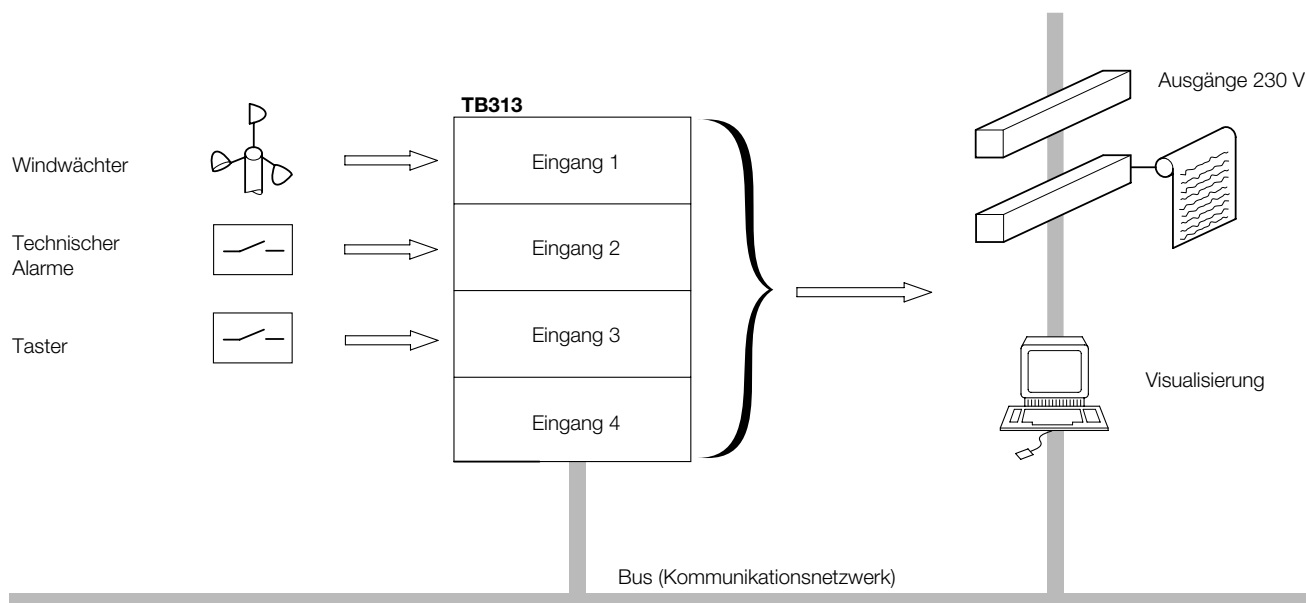 TB313
Ausgänge 230 V
Windwächter
Eingang 1
Technischer
Alarme
Eingang 2
Taster
Eingang 3
Visualisierung
Eingang 4
Bus (Kommunikationsnetzwerk)